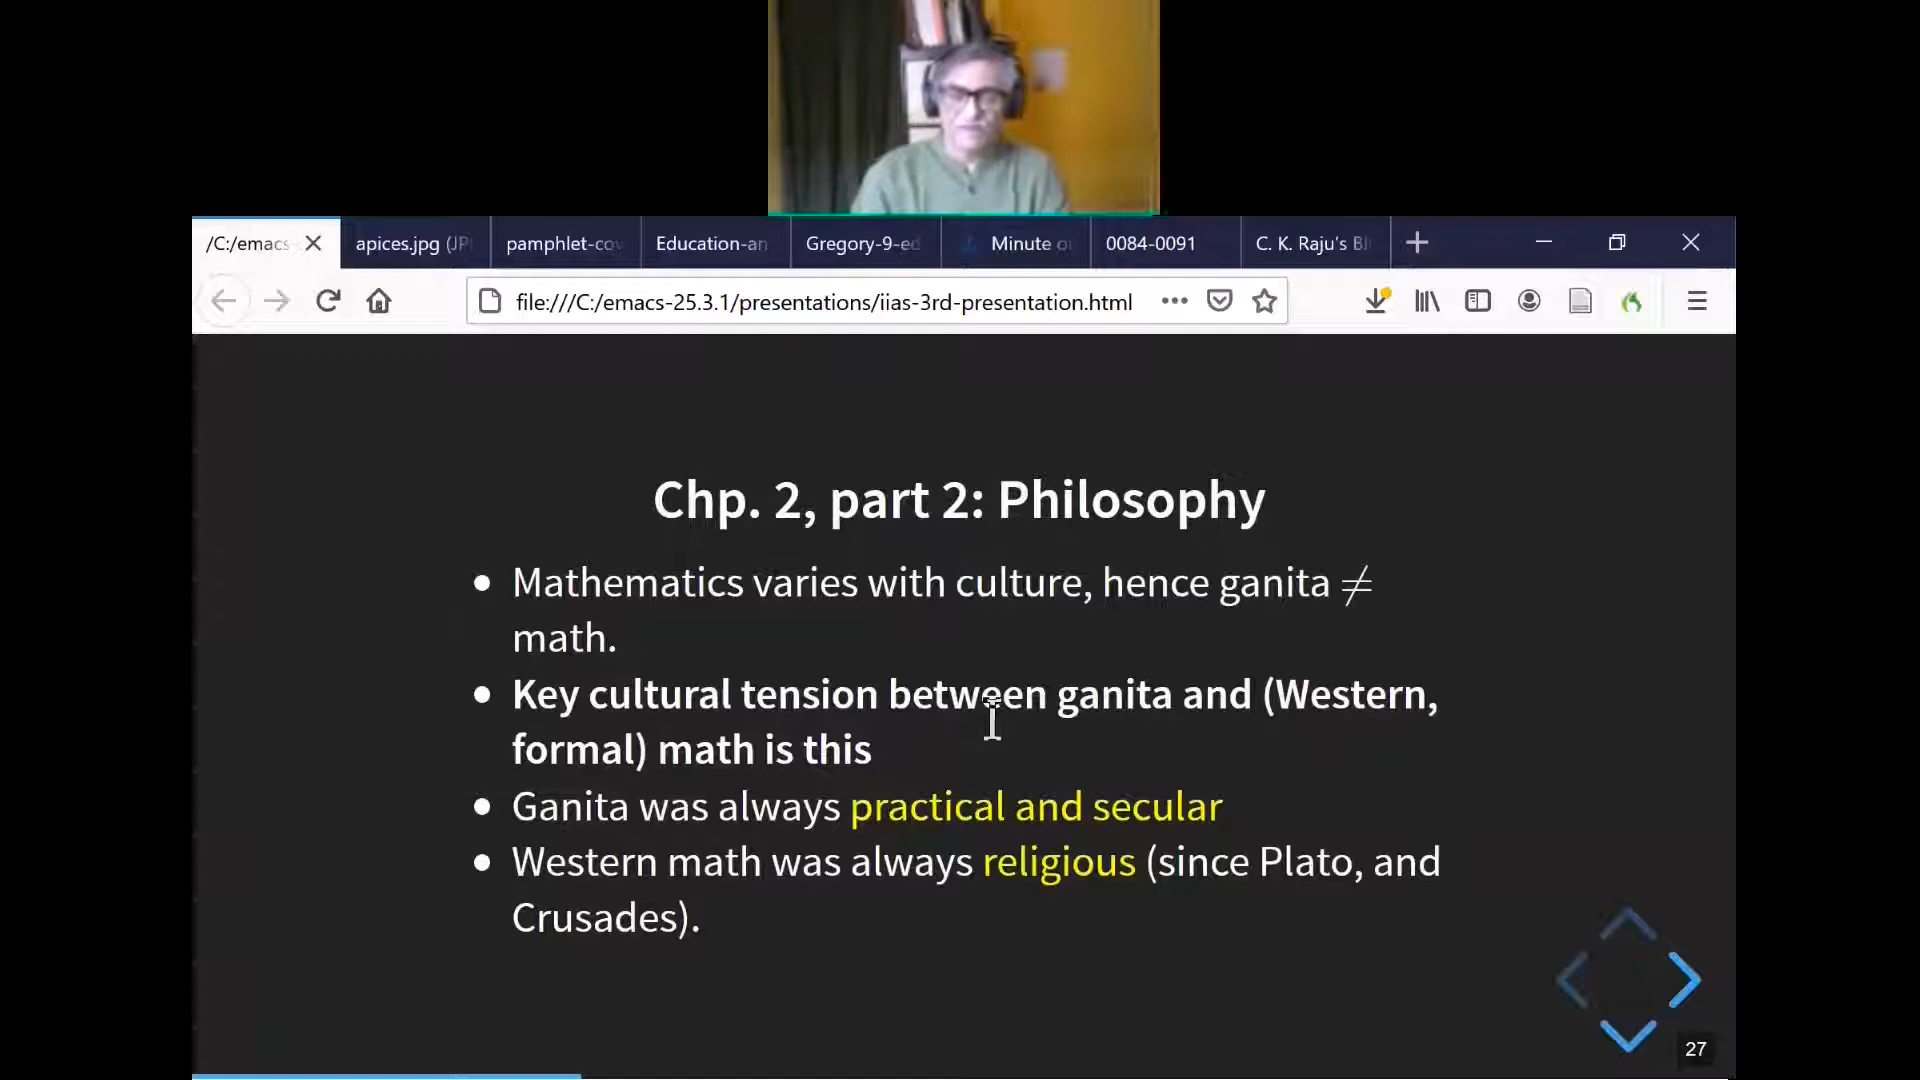 /C:/emacs
apices.jpg (JP
pamphlet-cov
Education-an
Gregory-9-ed
Minute o
0084-0091
C. K. Raju's Bl
file:///C:/emacs-25.3.1/presentations/iias-3rd-presentation.html
Chp. 2, part 2: Philosophy
• Mathematics varies with culture, hence ganita ≠
math.
• Key cultural tension between ganita and (Western,
formal) math is this
• Ganita was always practical and secular
• Western math was always religious (since Plato, and
Crusades).
27